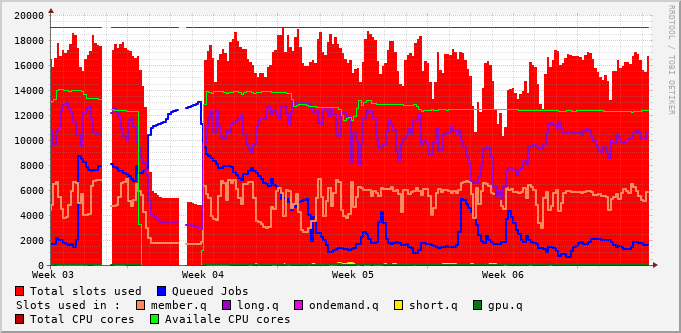 20000
18000
16000
14000
12000
10000
8000
6000
4000
2000
0
Week 03 Week 04 Week 05 Week 06
RRDTOOL / TOBI OETIKER
Total slots used Queued Jobs
Slots used in : member.q long.q ondemand.q short.q gpu.q
Total CPU cores Availale CPU cores